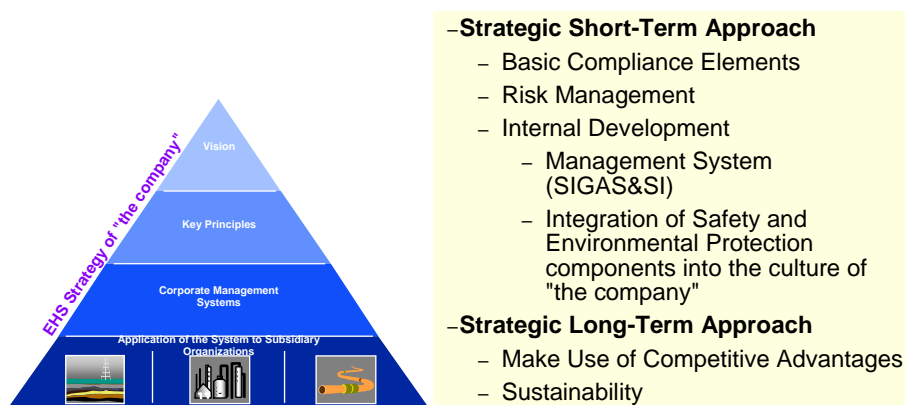 EHS Strategy of "the company"
Vision
Key Principles
Corporate Management
Systems
Application of the System to Subsidiary
Organizations
–Strategic Short-Term Approach
– Basic Compliance Elements
– Risk Management
– Internal Development
– Management System
(SIGAS&SI)
– Integration of Safety and
Environmental Protection
components into the culture of
"the company"
–Strategic Long-Term Approach
– Make Use of Competitive Advantages
– Sustainability